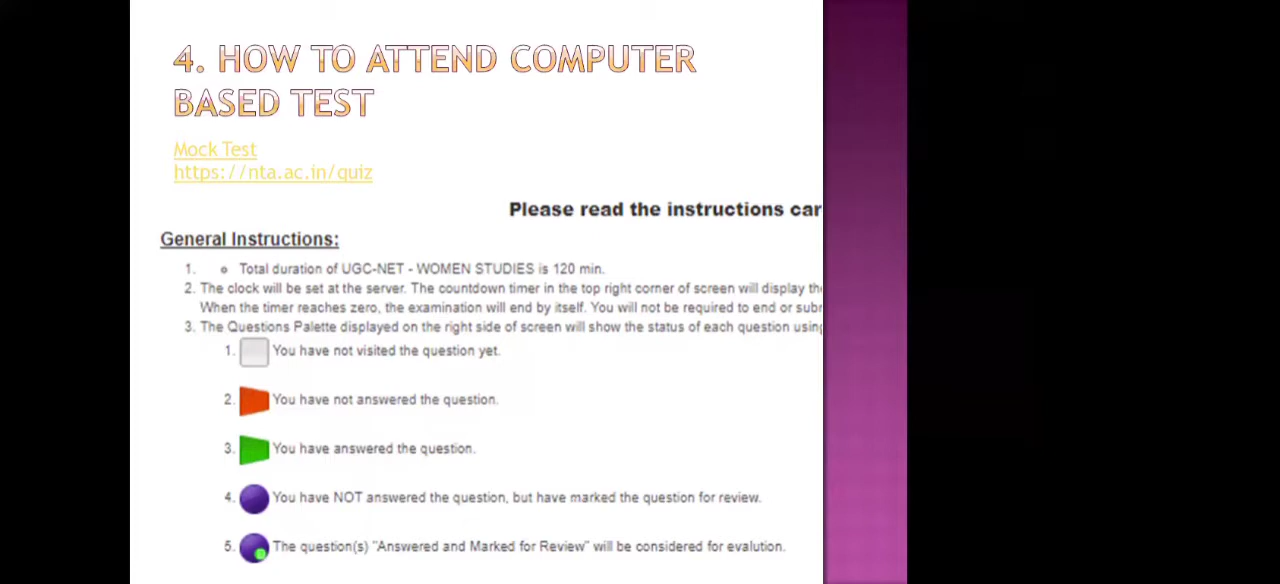 4. HOW TO ATTEND COMPUTER
BASED TEST
Mock Test
https://nta.ac.in/quiz
Please read the instructions car
General Instructions:
1. o Total duration of UGC-NET - WOMEN STUDIES is 120 min.
2. The clock will be set at the server. The countdown timer in the top right corner of screen will display the
When the timer reaches zero, the examination will end by itself. You will not be required to end or subm
3. The Questions Palette displayed on the right side of screen will show the status of each question using
1. You have not visited the question yet.
2. You have not answered the question.
3. You have answered the question.
4. You have NOT answered the question, but have marked the question for review.
5. The question(s) "Answered and Marked for Review" will be considered for evalution.